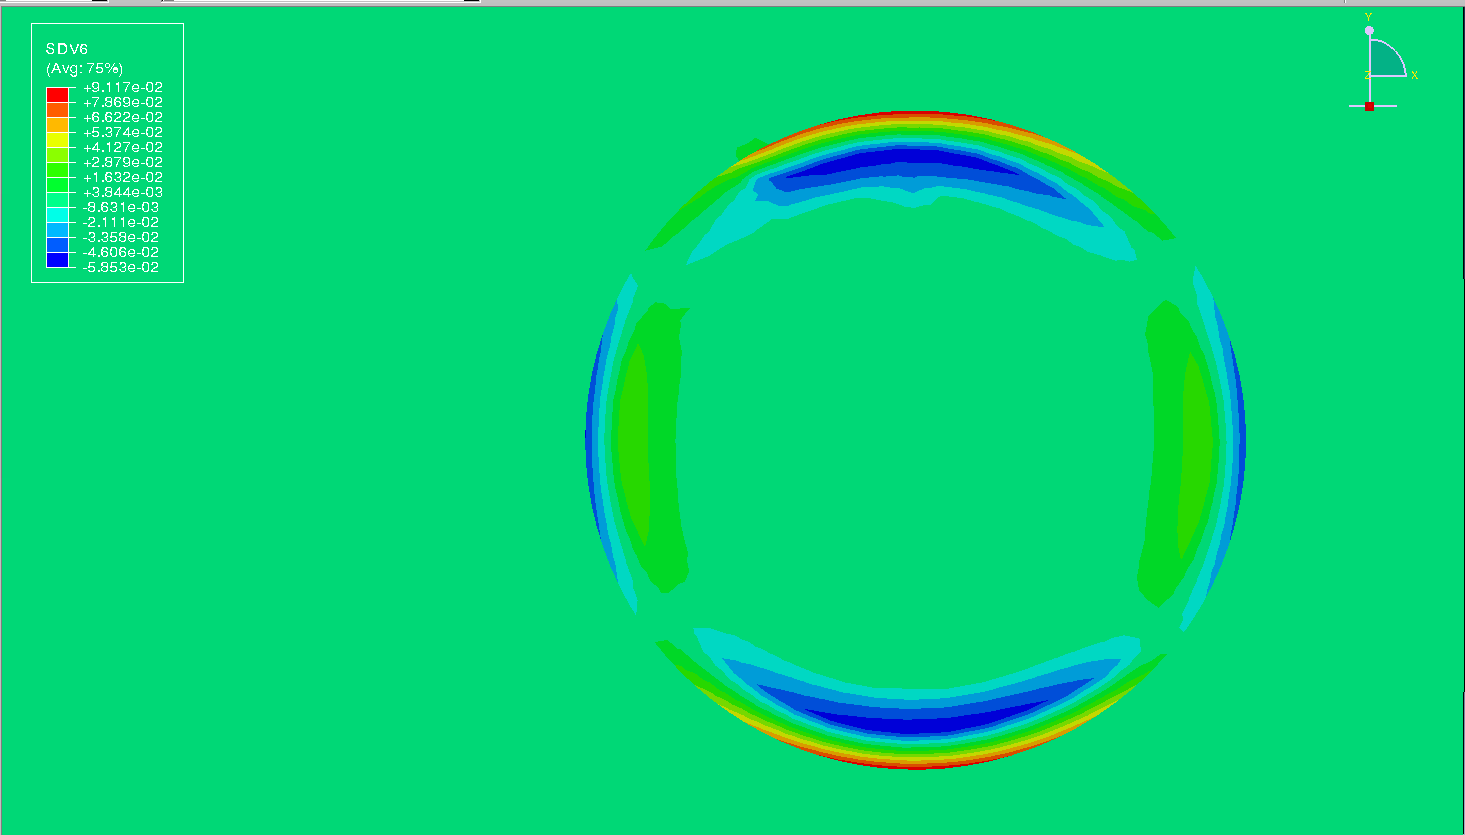 SDV6
(Avg: 75%)
+9.117e-02
+7.869e-02
+6.622e-02
+5.374e-02
+4.127e-02
+2.879e-02
+1.632e-02
+3.844e-03
-8.631e-03
-2.111e-02
-3.358e-02
-4.606e-02
-5.853e-02
Y
Z
X